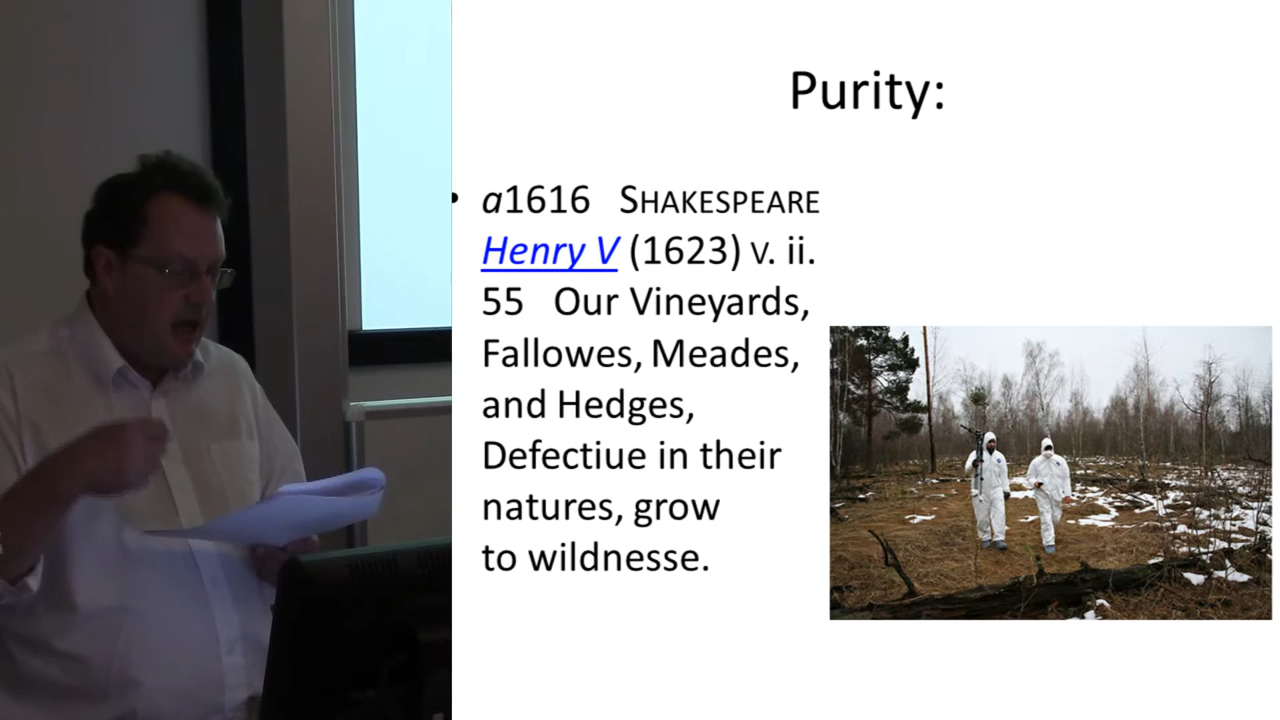 Purity:
• a1616 SHAKESPEARE
Henry V (1623) V. ii.
55 Our Vineyards,
Fallowes, Meades,
and Hedges,
Defectiue in their
natures, grow
to wildnesse.